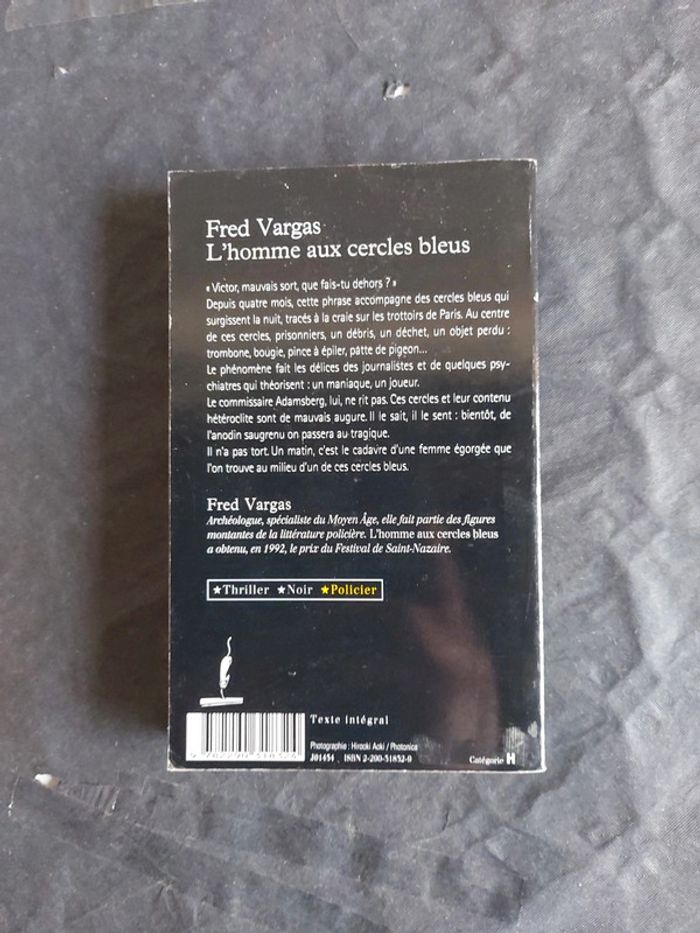 Fred Vargas
L'homme aux cercles bleus
« Victor, mauvais sort, que fais-tu dehors ? »
Depuis quatre mois, cette phrase accompagne des cercles bleus qui
surgissent la nuit, tracés à la craie sur les trottoirs de Paris. Au centre
de ces cercles, prisonniers, un débris, un déchet, un objet perdu :
trombone, bougie, pince à épiler, patte de pigeon...
Le phénomène fait les délices des journalistes et de quelques psy-
chiatres qui théorisent : un maniaque, un joueur.
Le commissaire Adamsberg, lui, ne rit pas. Ces cercles et leur contenu
hétéroclite sont de mauvais augure. Il le sait, il le sent : bientôt, de
l'anodin saugrenu on passera au tragique.
Il n'a pas tort. Un matin, c'est le cadavre d'une femme égorgée que
l'on trouve au milieu d'un de ces cercles bleus.
Fred Vargas
Archéologue, spécialiste du Moyen Âge, elle fait partie des figures
montantes de la littérature policière. L'homme aux cercles bleus
a obtenu, en 1992, le prix du Festival de Saint-Nazaire.
★Thriller ★Noir ★Policier
Texte intégral
Photographie : Hirooki Aoki / Photonica
J01454 ISBN
Catégorie H